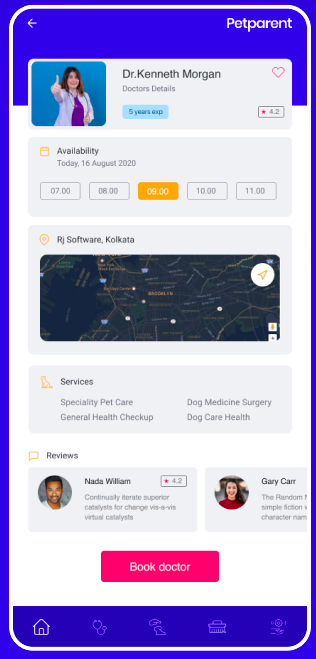 Petparent
Dr.Kenneth Morgan
Doctors Details
5 years exp
4.2
Availability
Today, 16 August 2020
07.00
08.00
09.00
10.00
11.00
Rj Software, Kolkata
BROOKLYN
Services
Speciality Pet Care
Dog Medicine Surgery
General Health Checkup
Dog Care Health
Reviews
Nada William
4.2
Continually iterate superior
catalysts for change vis-a-vis
virtual catalysts
Gary Carr
The Random
simple fiction
character nam
Book doctor